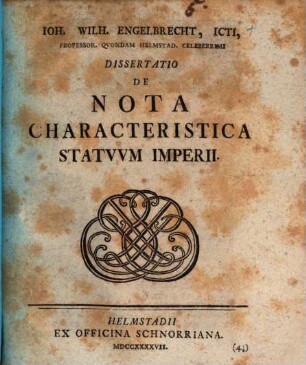 IOH. WILH. ENGELBRECHT, ICTI,
PROFESSOR. QVONDAM HELMSTAD. CELEBERRIMI
DISSERTATIO
DE
NOTA
CHARACTERISTICA
STATVVM IMPERII.
HELMSTADII
EX OFFICINA SCHNORRIANA.
MDCCXXXXVII. (44)